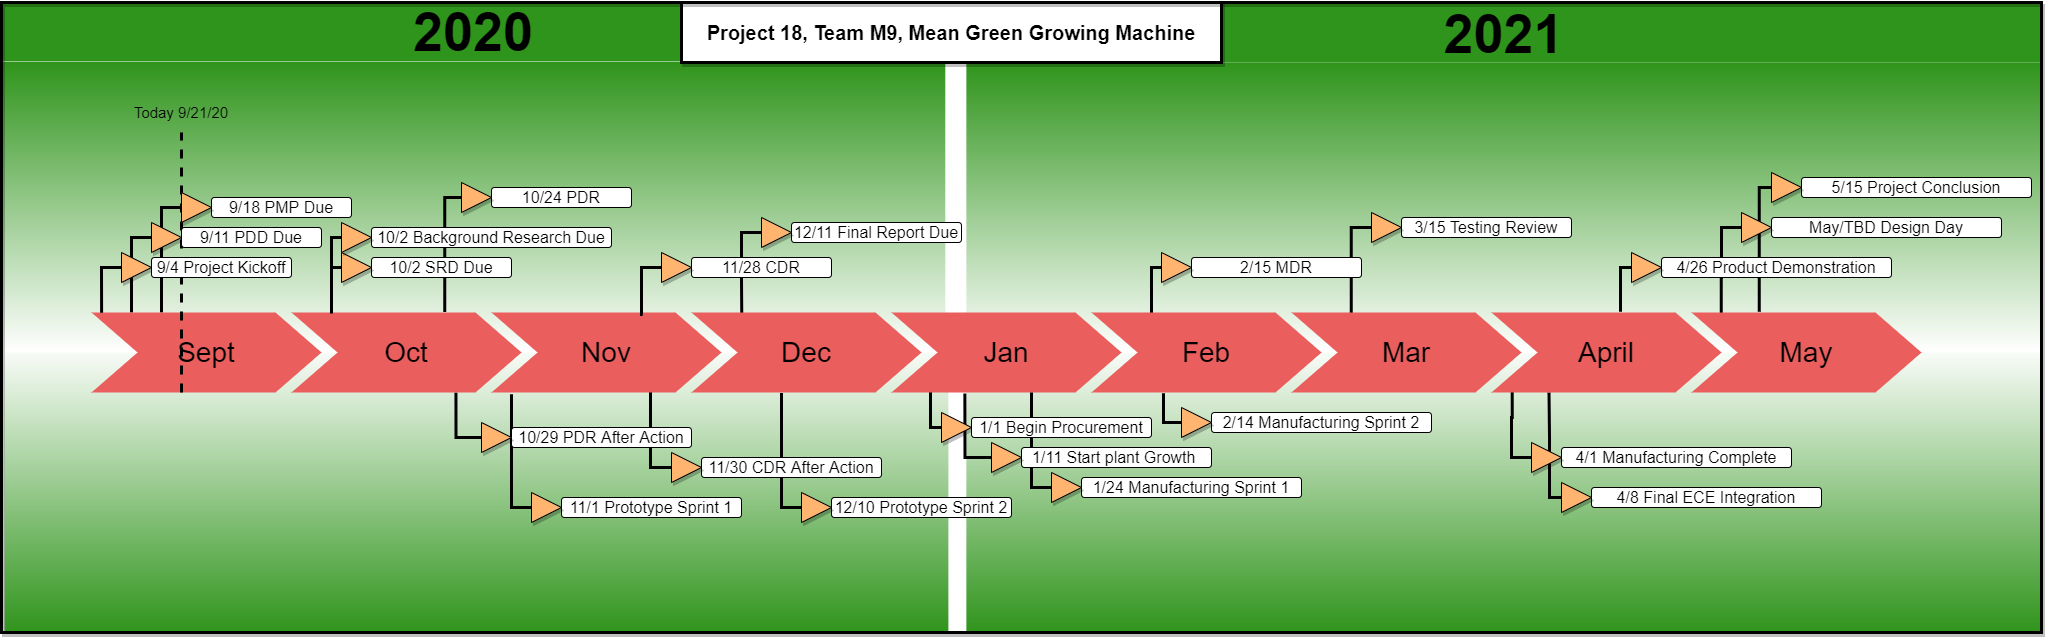 2020
Project 18, Team M9, Mean Green Growing Machine
2021
Today 9/21/20
9/18 PMP Due
9/11 PDD Due
9/4 Project Kickoff
10/24 PDR
10/2 Background Research Due
10/2 SRD Due
12/11 Final Report Due
11/28 CDR
2/15 MDR
3/15 Testing Review
5/15 Project Conclusion
May/TBD Design Day
4/26 Product Demonstration
Sept
Oct
Nov
Dec
Jan
Feb
Mar
April
May
10/29 PDR After Action
11/30 CDR After Action
11/1 Prototype Sprint 1
12/10 Prototype Sprint 2
1/1 Begin Procurement
1/11 Start plant Growth
1/24 Manufacturing Sprint 1
2/14 Manufacturing Sprint 2
4/1 Manufacturing Complete
4/8 Final ECE Integration